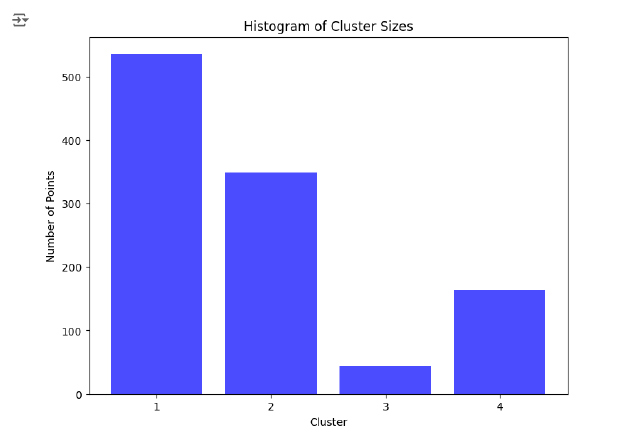 Histogram of Cluster Sizes
500
400
300
200
100
0
Number of Points
1 2 3 4
Cluster